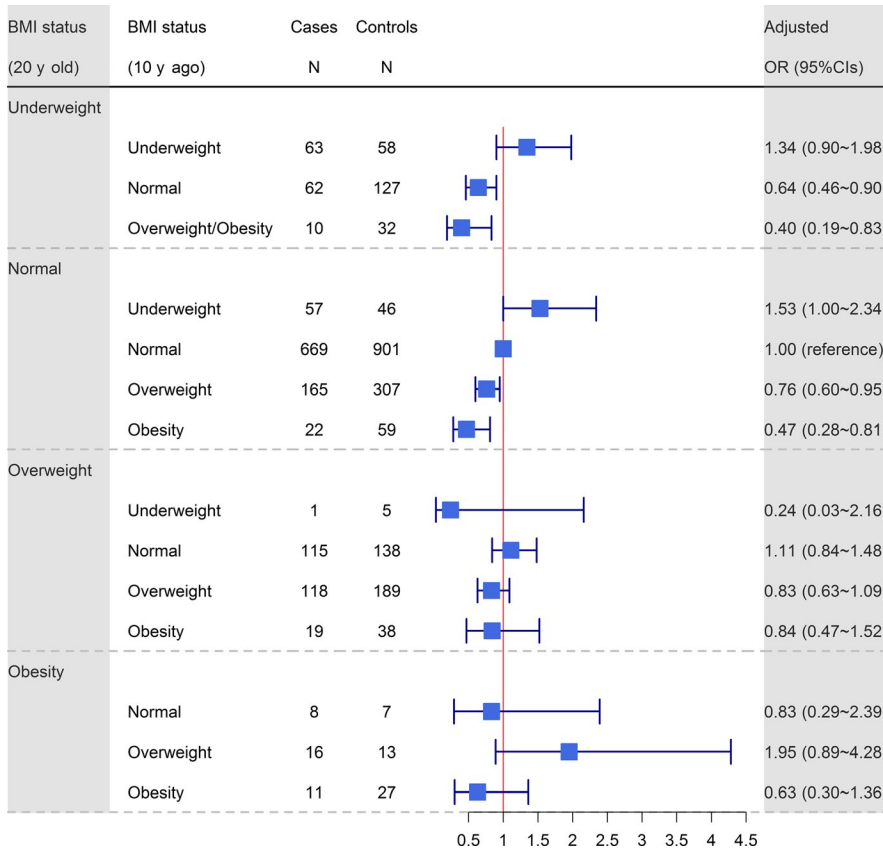 BMI status BMI status Cases Controls Adjusted
(20 y old) (10 y ago) N N OR (95%CIs)
Underweight
Underweight 63 58 1.34 (0.90~1.98
Normal 62 127 0.64 (0.46~0.90
Overweight/Obesity 10 32 0.40 (0.19~0.83
Normal
Underweight 57 46 1.53 (1.00~2.34
Normal 669 901 1.00 (reference)
Overweight 165 307 0.76 (0.60~0.95
Obesity 22 59 0.47 (0.28~0.81
Overweight
Underweight 1 5 0.24 (0.03~2.16
Normal 115 138 1.11 (0.84~1.48
Overweight 118 189 0.83 (0.63~1.09
Obesity 19 38 0.84 (0.47~1.52
Obesity
Normal 8 7 0.83 (0.29~2.39
Overweight 16 13 1.95 (0.89~4.28
Obesity 11 27 0.63 (0.30~1.36
0.5 1 1.5 2 2.5 3 3.5 4 4.5